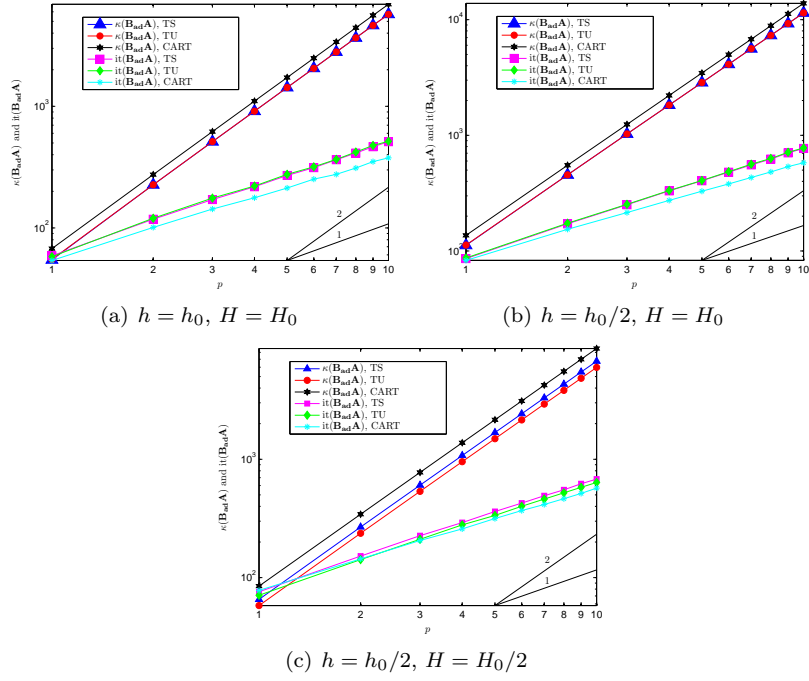 κ(B_ad A) and it(B_ad A)
10^3
10^2
κ(B_ad A), TS
κ(B_ad A), TU
κ(B_ad A), CART
it(B_ad A), TS
it(B_ad A), TU
it(B_ad A), CART
2
1
1 2 3 4 5 6 7 8 9 10
p
(a) h = h_0, H = H_0
κ(B_ad A) and it(B_ad A)
10^4
10^3
10^2
κ(B_ad A), TS
κ(B_ad A), TU
κ(B_ad A), CART
it(B_ad A), TS
it(B_ad A), TU
it(B_ad A), CART
2
1
1 2 3 4 5 6 7 8 9 10
p
(b) h = h_0/2, H = H_0
κ(B_ad A) and it(B_ad A)
10^3
10^2
κ(B_ad A), TS
κ(B_ad A), TU
κ(B_ad A), CART
it(B_ad A), TS
it(B_ad A), TU
it(B_ad A), CART
2
1
1 2 3 4 5 6 7 8 9 10
p
(c) h = h_0/2, H = H_0/2